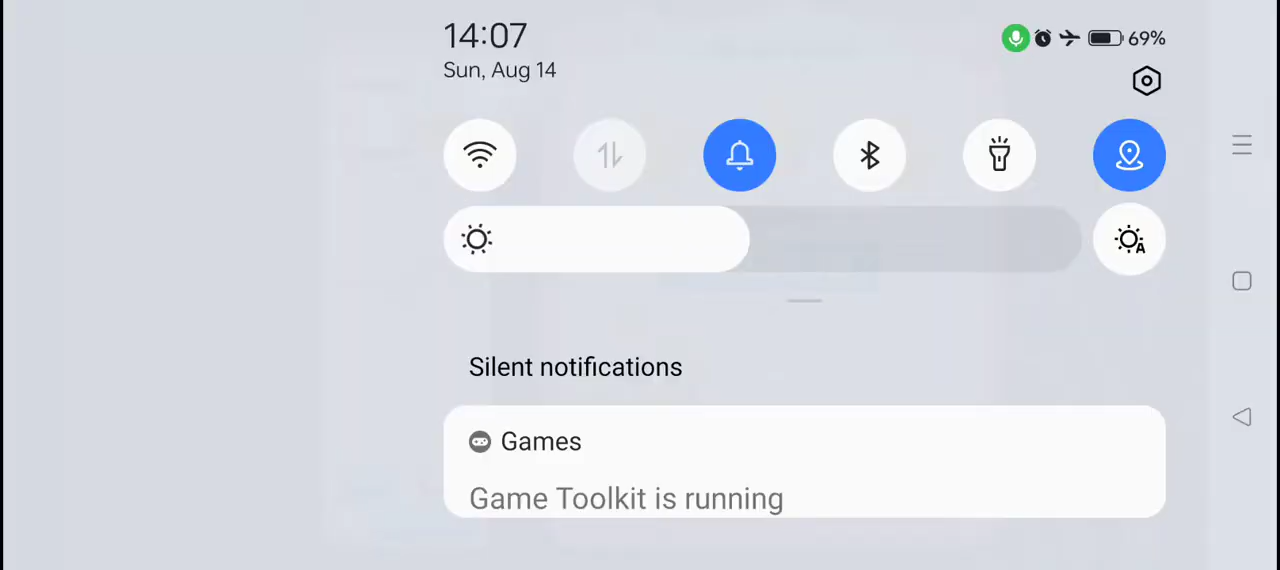 14:07
69%
Sun, Aug 14
A
Silent notifications
Games
Game Toolkit is running